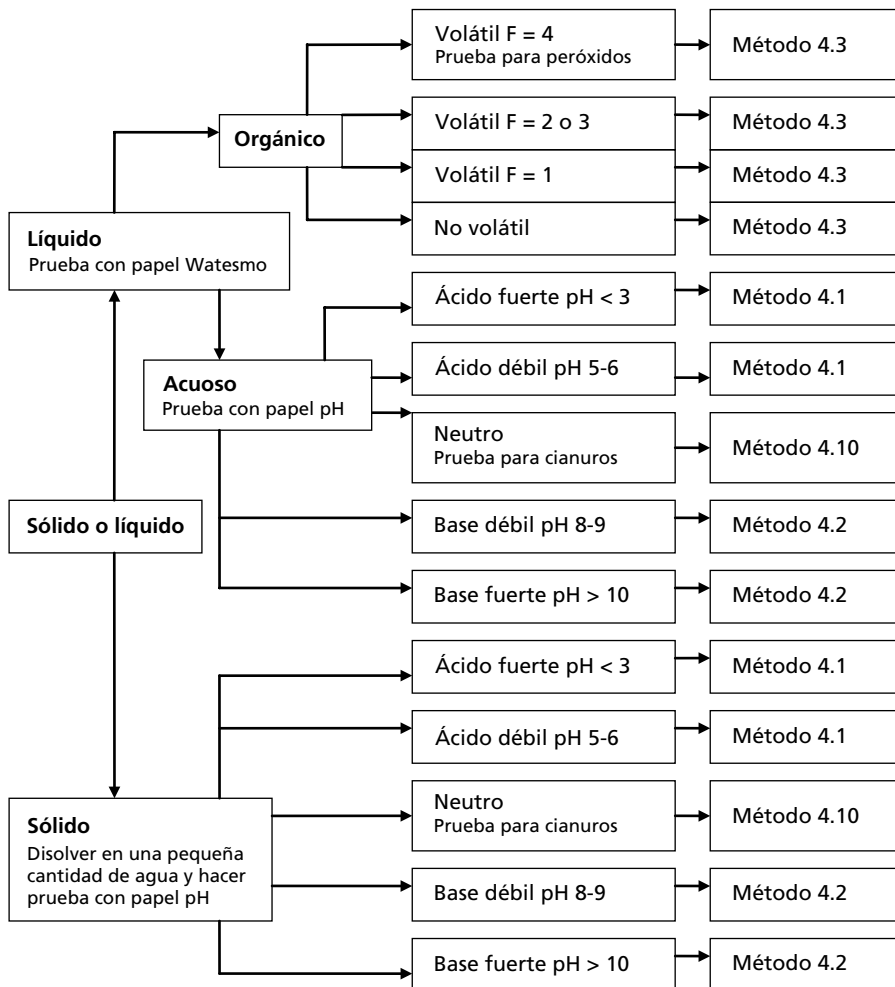 Volátil F = 4
Prueba para peróxidos
Método 4.3
Orgánico
Volátil F = 2 o 3
Método 4.3
Volátil F = 1
Método 4.3
No volátil
Método 4.3
Líquido
Prueba con papel Watesmo
Ácido fuerte pH < 3
Método 4.1
Acuoso
Prueba con papel pH
Ácido débil pH 5-6
Método 4.1
Neutro
Prueba para cianuros
Método 4.10
Sólido o líquido
Base débil pH 8-9
Método 4.2
Base fuerte pH > 10
Método 4.2
Ácido fuerte pH < 3
Método 4.1
Ácido débil pH 5-6
Método 4.1
Sólido
Disolver en una pequeña
cantidad de agua y hacer
prueba con papel pH
Neutro
Prueba para cianuros
Método 4.10
Base débil pH 8-9
Método 4.2
Base fuerte pH > 10
Método 4.2